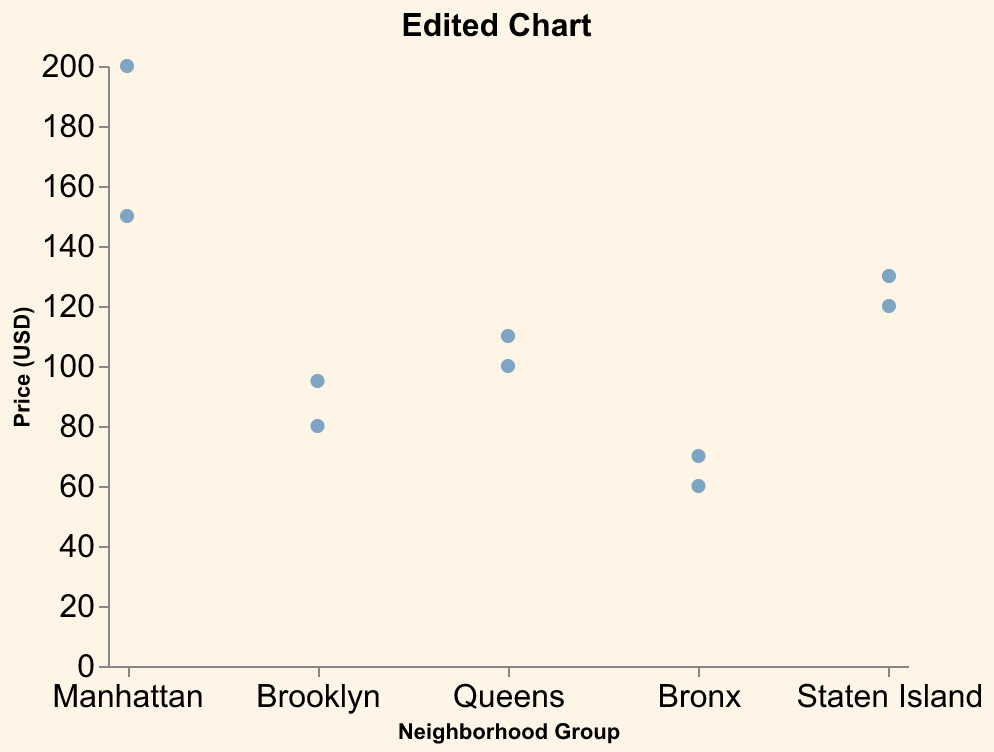 Edited Chart
200
180
160
140
120
100
80
60
40
20
0
Price (USD)
Manhattan Brooklyn Queens Bronx Staten Island
Neighborhood Group